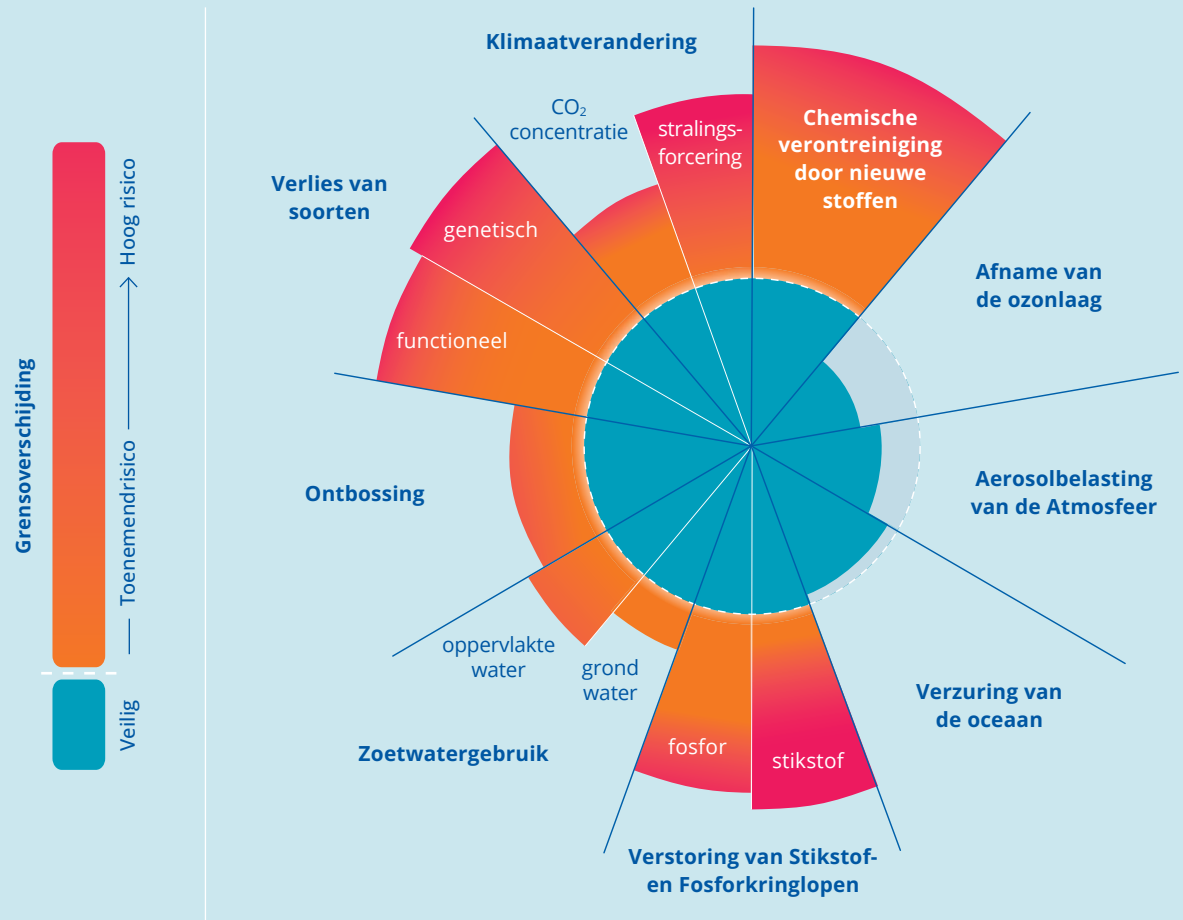 Grensoverschijding
Hoog risico
Toenemendrisico
Veilig
Klimaatverandering
CO₂
concentratie
stralings-
forcering
Chemische
verontreiniging
door nieuwe
stoffen
Afname van
de ozonlaag
Aerosolbelasting
van de Atmosfeer
Verzuring van
de oceaan
Verstoring van Stikstof-
en Fosforkringlopen
stikstof
fosfor
Zoetwatergebruik
grond
water
oppervlakte
water
Ontbossing
Verlies van
soorten
functioneel
genetisch